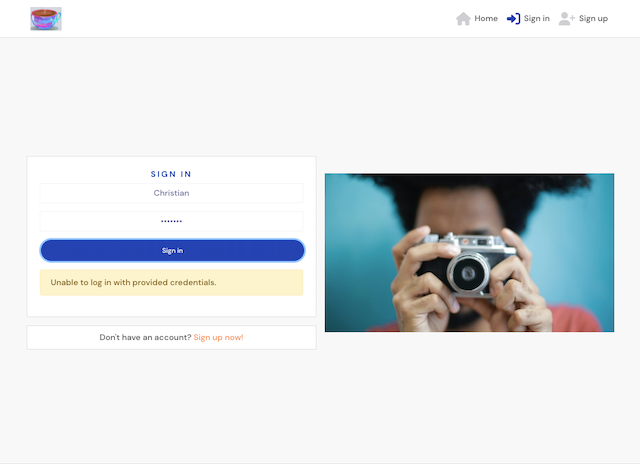 Home
Sign in
Sign up
SIGN IN
Christian
•••••••
Sign in
Unable to log in with provided credentials.
Don't have an account? Sign up now!